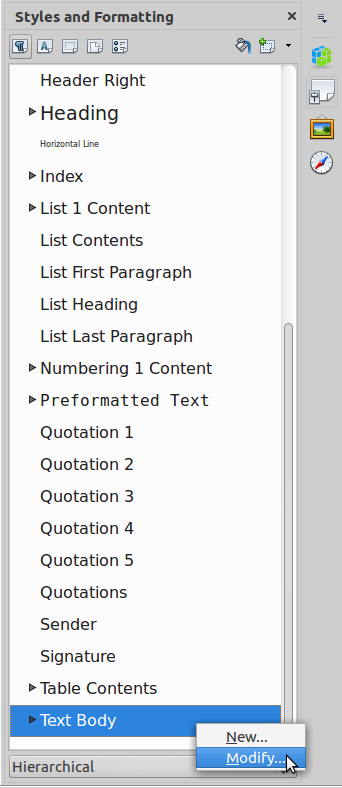 Styles and Formatting
Header Right
Heading
Horizontal Line
Index
List 1 Content
List Contents
List First Paragraph
List Heading
List Last Paragraph
Numbering 1 Content
Preformatted Text
Quotation 1
Quotation 2
Quotation 3
Quotation 4
Quotation 5
Quotations
Sender
Signature
Table Contents
Text Body
New...
Modify...
Hierarchical